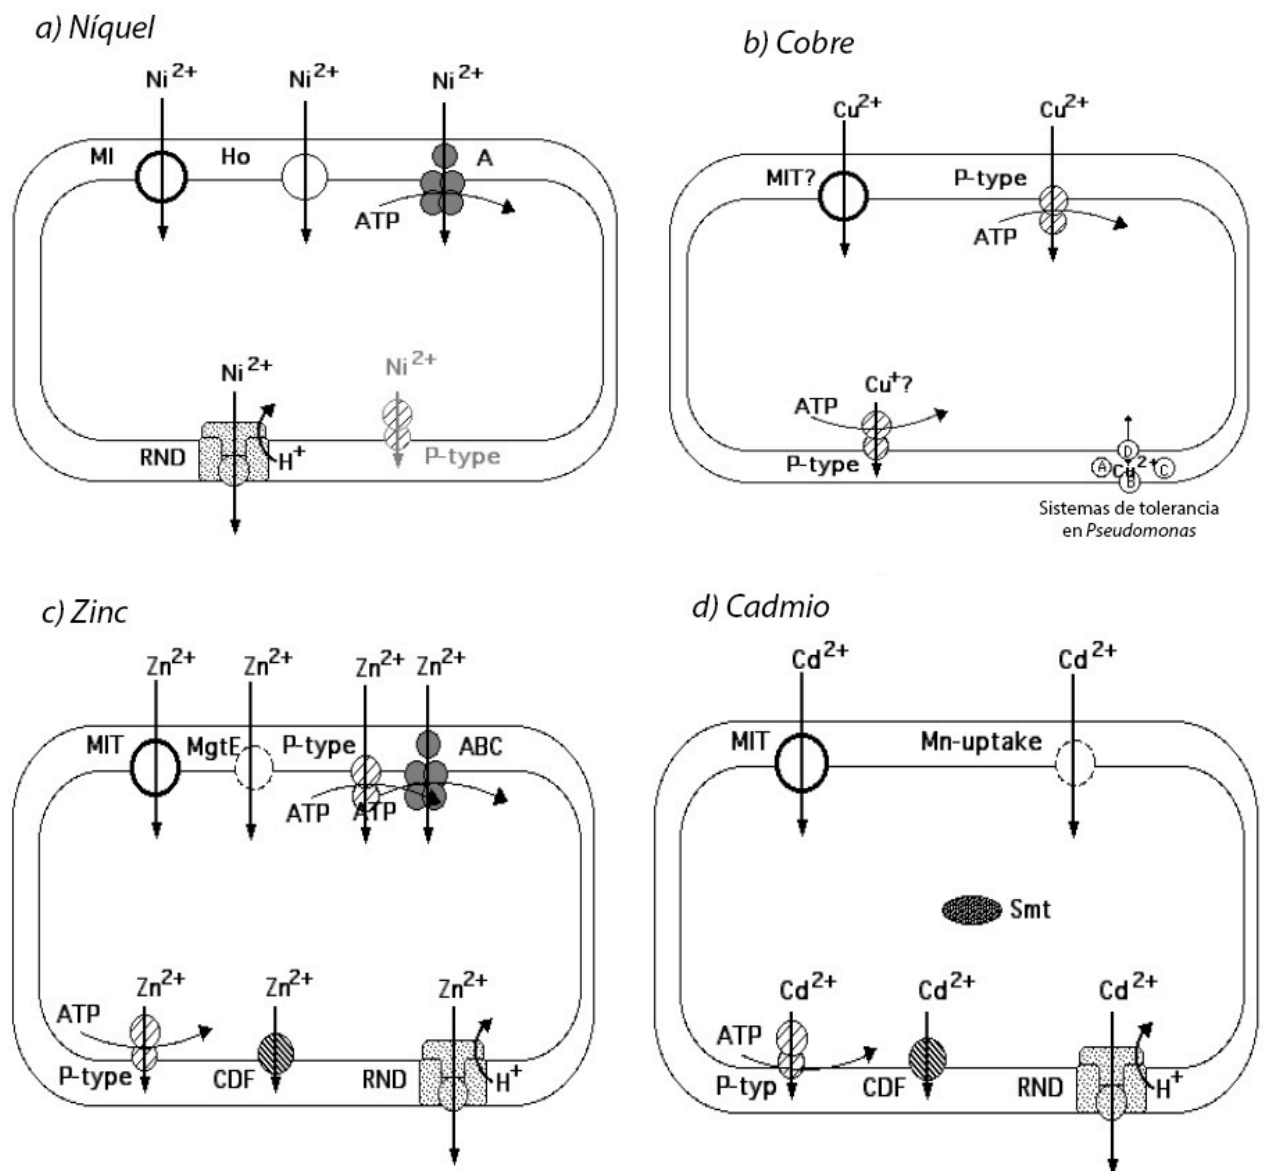 a) Níquel
Ni2+ Ni2+ Ni2+
MI Ho A
ATP
Ni2+ Ni2+
RND H+ P-type
b) Cobre
Cu2+ Cu2+
MIT? P-type
ATP
Cu+?
ATP
P-type
D
A Cu2+ C
B
Sistemas de tolerancia
en Pseudomonas
c) Zinc
Zn2+ Zn2+ Zn2+ Zn2+
MIT MgtE P-type ABC
ATP ATP
Zn2+ Zn2+ Zn2+
ATP
P-type CDF RND H+
d) Cadmio
Cd2+ Cd2+
MIT Mn-uptake
Smt
Cd2+ Cd2+ Cd2+
ATP
P-typ CDF RND H+